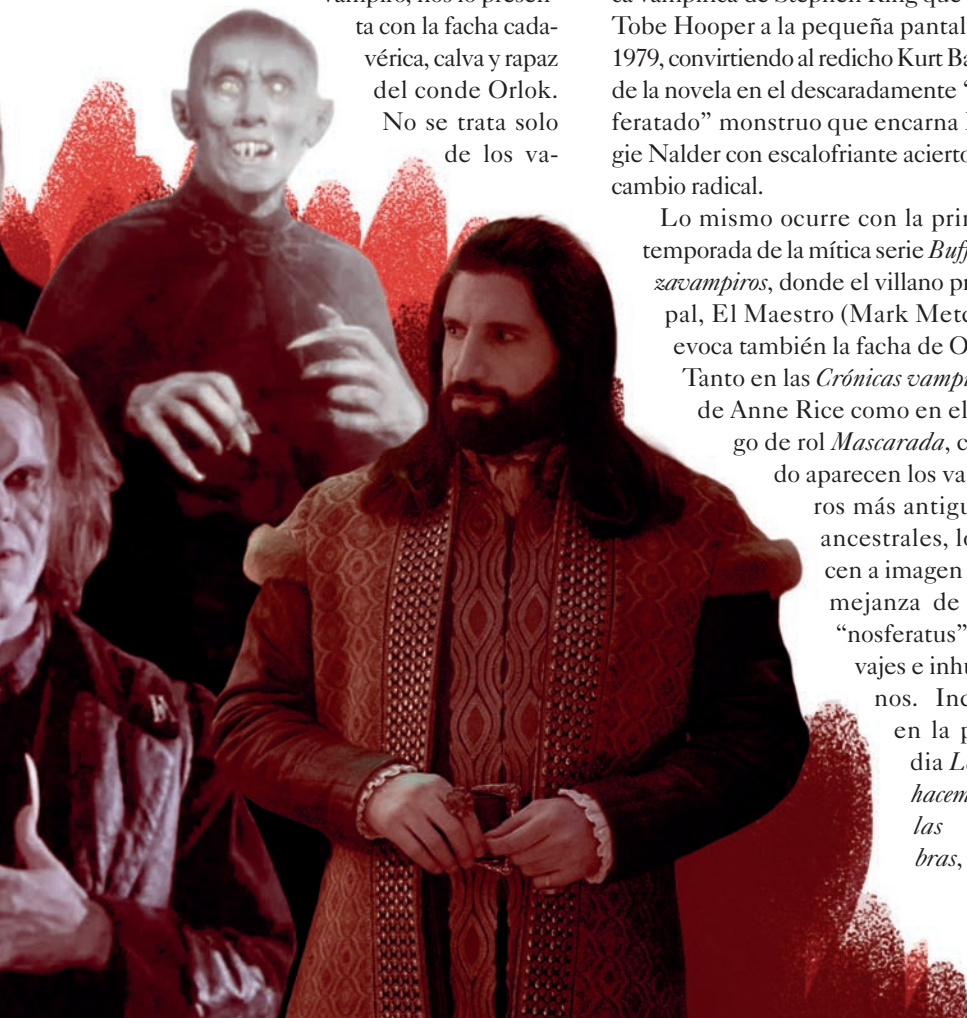 vampiro, nos lo presen-
ta con la facha cada-
vérica, calva y rapaz
del conde Orlok.
No se trata solo
de los va-
ca vampírica de Stephen King que
Tobe Hooper a la pequeña pantal
1979, convirtiendo al redicho Kurt Ba
de la novela en el descaradamente “
feratado” monstruo que encarna
gie Nalder con escalofriante acierto
cambio radical.
Lo mismo ocurre con la prin
temporada de la mítica serie Buff
zavampiros, donde el villano pr
pal, El Maestro (Mark Metc
evoca también la facha de O
Tanto en las Crónicas vamp
de Anne Rice como en el
go de rol Mascarada, c
do aparecen los va
ros más antigu
ancestrales, lo
cen a imagen
mejanza de
“nosferatus”
vajes e inhu
nos. Inc
en la p
dia L
hacem
las
bras,